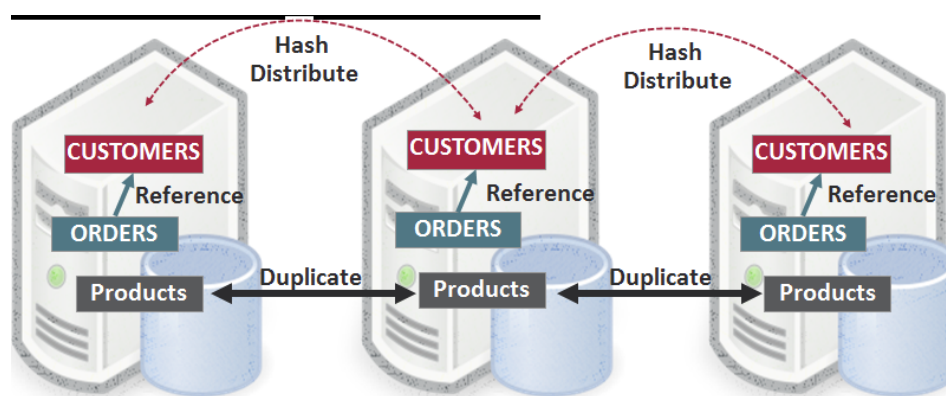 Hash
Distribute
Hash
Distribute
CUSTOMERS
CUSTOMERS
CUSTOMERS
Reference
Reference
Reference
ORDERS
ORDERS
ORDERS
Duplicate
Duplicate
Products
Products
Products